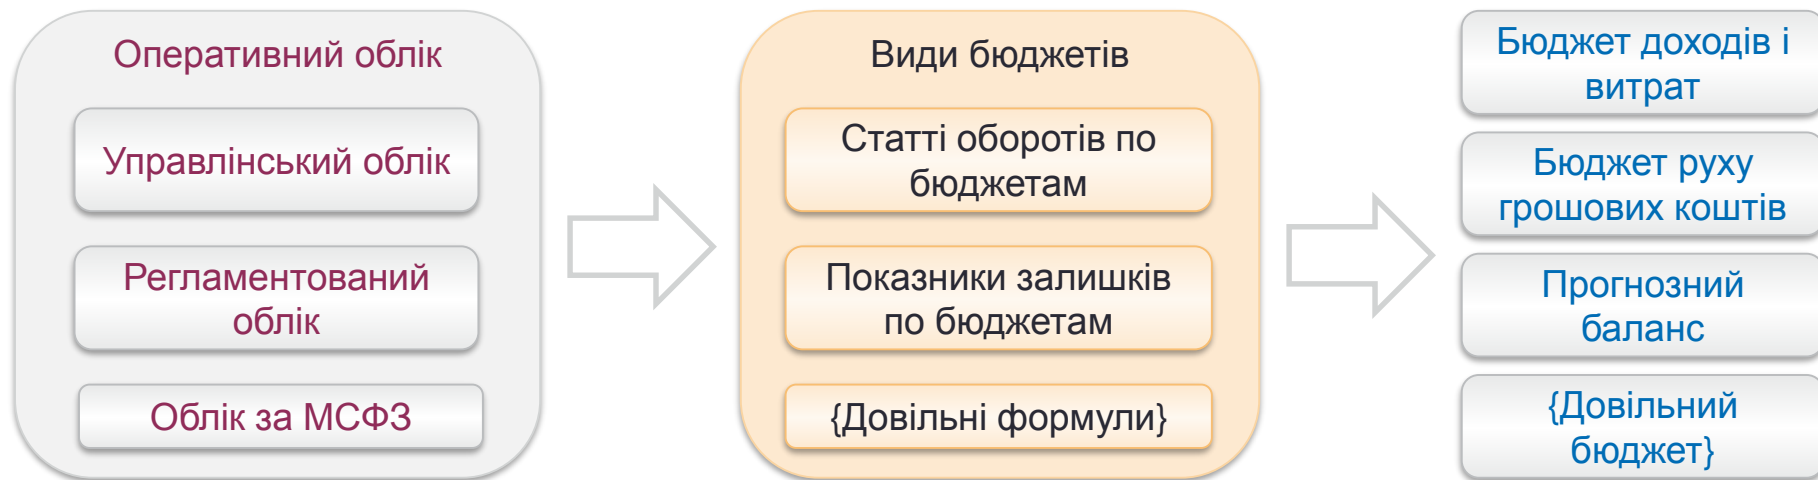 Оперативний облік
Управлінський облік
Регламентований
облік
Облік за МСФЗ
Види бюджетів
Статті оборотів по
бюджетам
Показники залишків
по бюджетам
{Довільні формули}
Бюджет доходів і
витрат
Бюджет руху
грошових коштів
Прогнозний
баланс
{Довільний
бюджет}